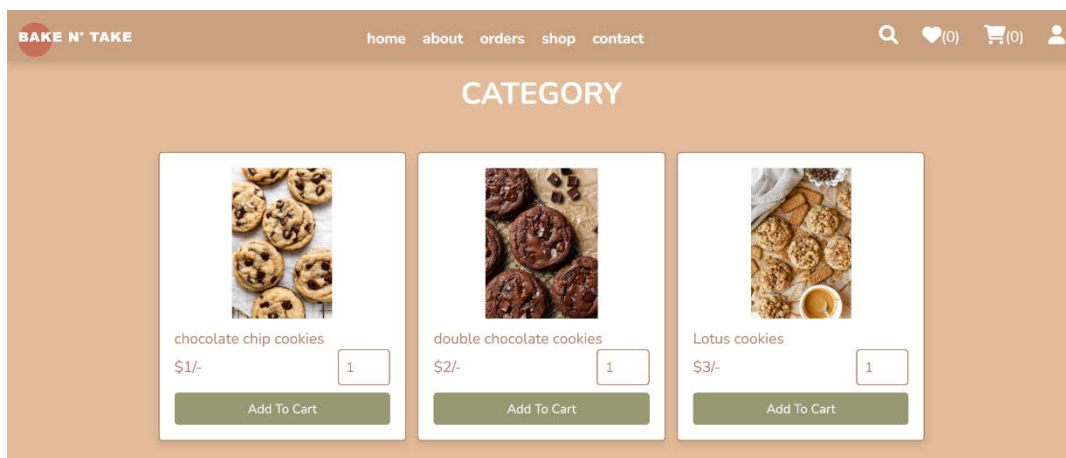 BAKE N' TAKE
home about orders shop contact
(0) (0)
CATEGORY
chocolate chip cookies
$1/- 1
Add To Cart
double chocolate cookies
$2/- 1
Add To Cart
Lotus cookies
$3/- 1
Add To Cart